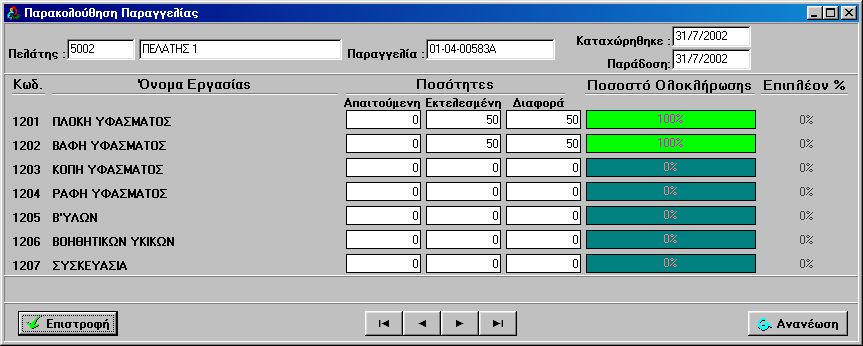 Παρακολούθηση Παραγγελίας
Πελάτης : 5002 ΠΕΛΑΤΗΣ 1 Παραγγελία : 01-04-00583A Καταχώρηθηκε : 31/7/2002
Παράδοση: 31/7/2002
Κωδ. Όνομα Εργασίας Ποσότητες Ποσοστό Ολοκλήρωσης Επιπλέον %
Απαιτούμενη Εκτελεσμένη Διαφορά
1201 ΠΛΟΚΗ ΥΦΑΣΜΑΤΟΣ 0 50 50 100% 0%
1202 ΒΑΦΗ ΥΦΑΣΜΑΤΟΣ 0 50 50 100% 0%
1203 ΚΟΠΗ ΥΦΑΣΜΑΤΟΣ 0 0 0 0% 0%
1204 ΡΑΦΗ ΥΦΑΣΜΑΤΟΣ 0 0 0 0% 0%
1205 Β'ΥΛΩΝ 0 0 0 0% 0%
1206 ΒΟΗΘΗΤΙΚΩΝ ΥΚΙΚΩΝ 0 0 0 0% 0%
1207 ΣΥΣΚΕΥΑΣΙΑ 0 0 0 0% 0%
Επιστροφή Ανανέωση